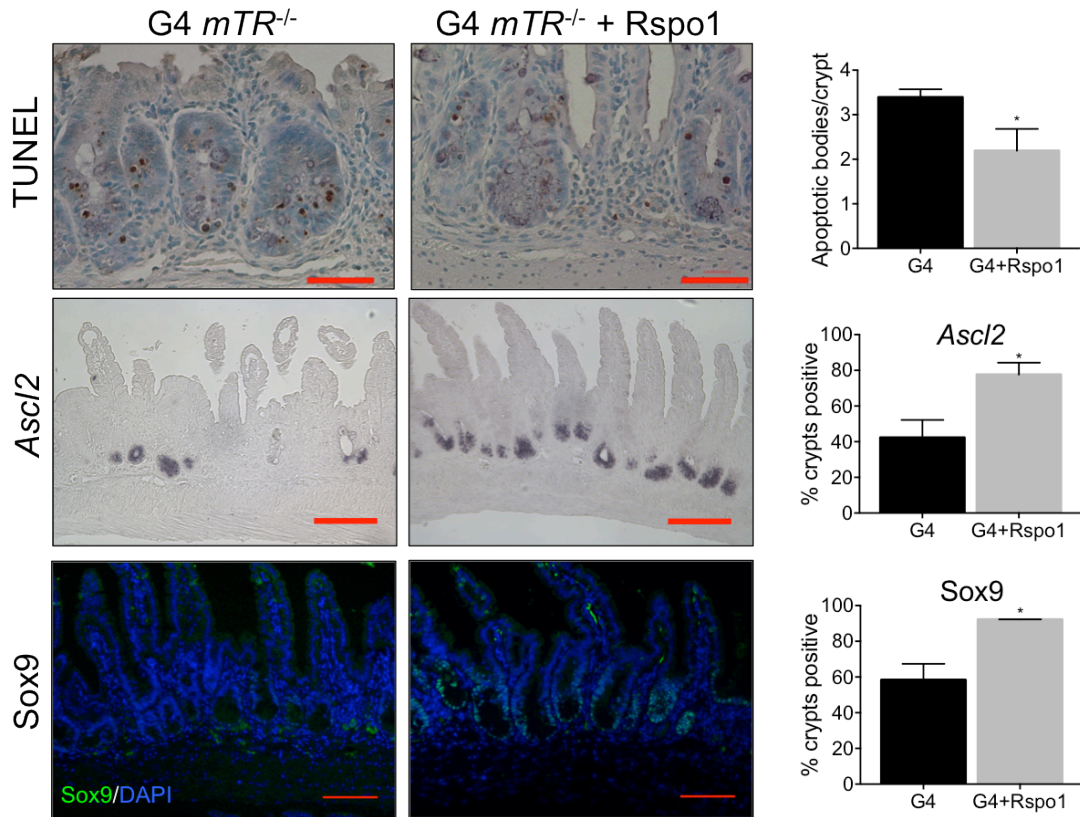 G4 mTR-/-
G4 mTR-/- + Rspo1
TUNEL
Apoptotic bodies/crypt
4
3
2
1
0
G4
G4+Rspo1
*
Ascl2
Ascl2
% crypts positive
100
80
60
40
20
0
G4
G4+Rspo1
*
Sox9
Sox9/DAPI
Sox9
% crypts positive
100
80
60
40
20
0
G4
G4+Rspo1
*